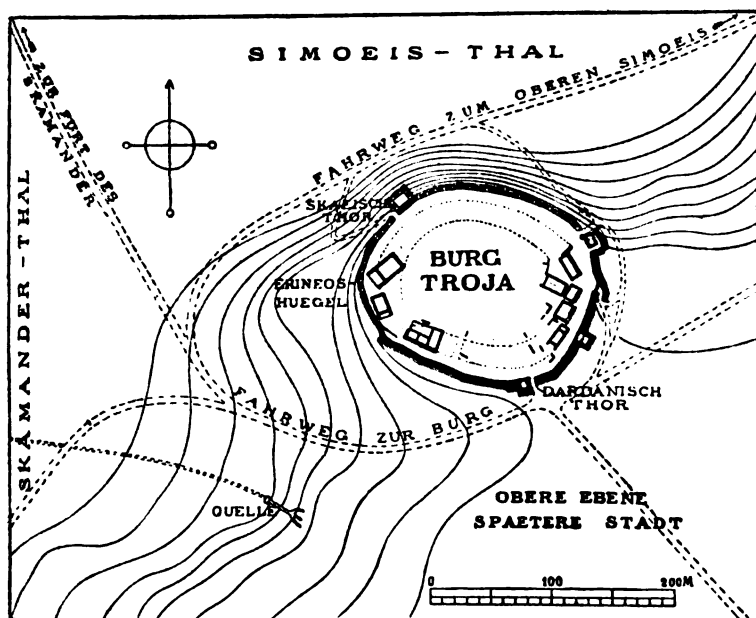 SIMOEIS-THAL
ZUR FURT DES
SKAMANDER
FAHRWEG ZUM OBEREN SIMOEIS
SKAMANDER-THAL
SKAEISCH
THOR
BURG
TROJA
ERINEOS-
HUEGEL
DARDANISCH
THOR
FAHRWEG ZUR BURG
QUELLE
OBERE EBENE
SPAETERE STADT
0 100 200M